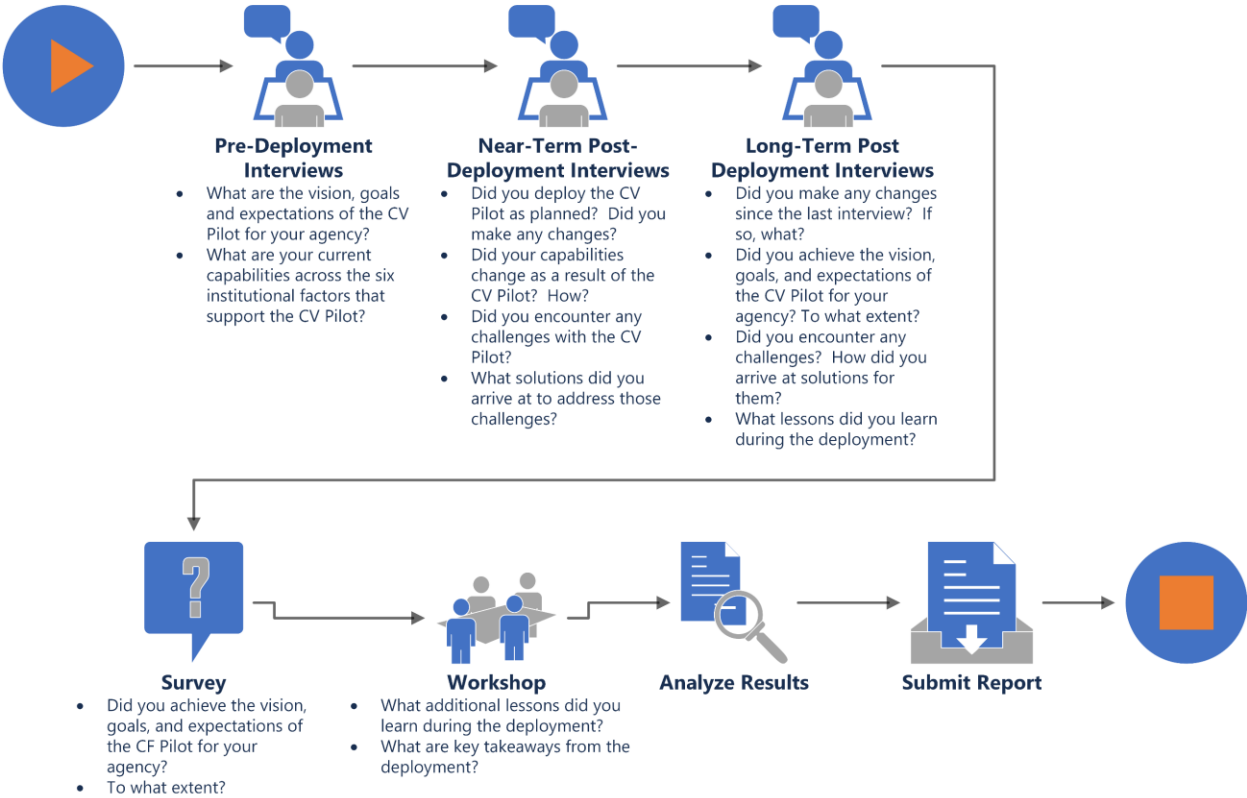 Pre-Deployment
Interviews
• What are the vision, goals
and expectations of the CV
Pilot for your agency?
• What are your current
capabilities across the six
institutional factors that
support the CV Pilot?
Near-Term Post-
Deployment Interviews
• Did you deploy the CV
Pilot as planned?  Did you
make any changes?
• Did your capabilities
change as a result of the
CV Pilot?  How?
• Did you encounter any
challenges with the CV
Pilot?
• What solutions did you
arrive at to address those
challenges?
Long-Term Post
Deployment Interviews
• Did you make any changes
since the last interview?  If
so, what?
• Did you achieve the vision,
goals, and expectations of
the CV Pilot for your
agency? To what extent?
• Did you encounter any
challenges?  How did you
arrive at solutions for
them?
• What lessons did you learn
during the deployment?
?
Survey
• Did you achieve the vision,
goals, and expectations of
the CF Pilot for your
agency?
• To what extent?
Workshop
• What additional lessons did you
learn during the deployment?
• What are key takeaways from the
deployment?
Analyze Results
Submit Report